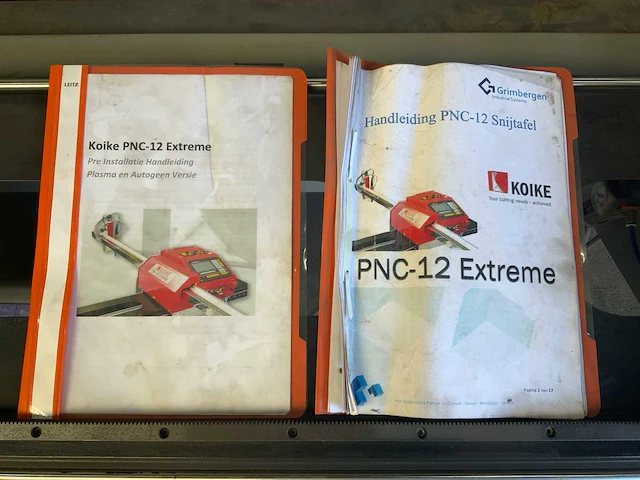 LEITZ
Koike PNC-12 Extreme
Pre Installatie Handleiding
Plasma en Autogeen Versie
Grimbergen
Industrial Systems
Handleiding PNC-12 Snijtafel
KOIKE
Your cutting needs - achieved.
PNC-12 Extreme
Pagina 1 van 17